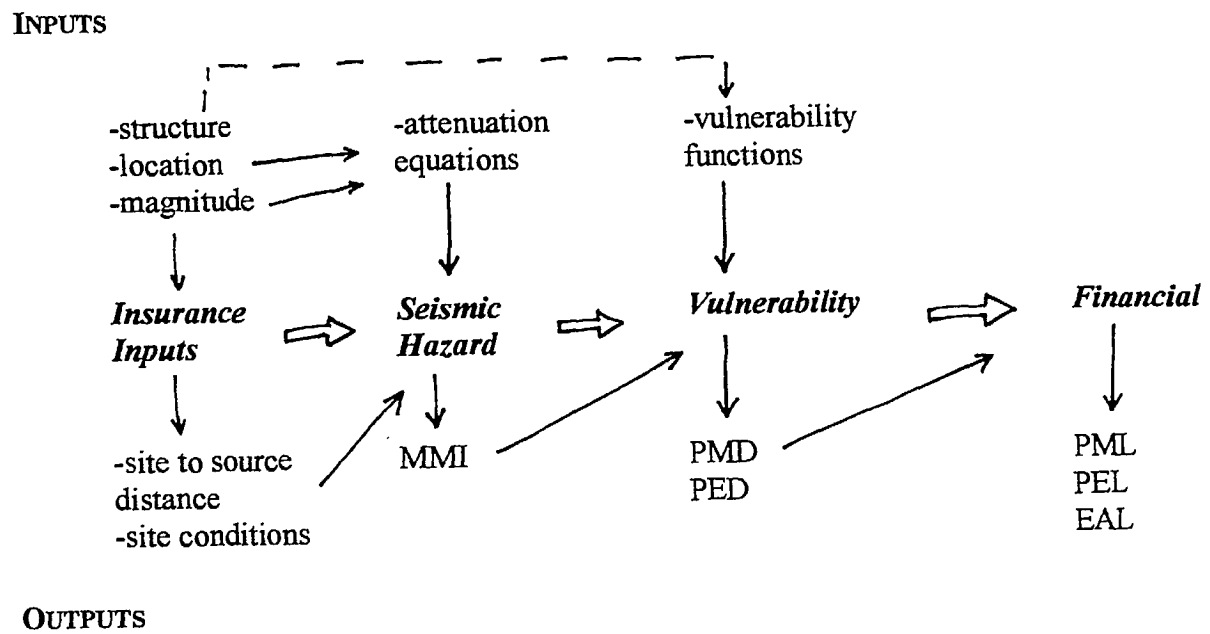 INPUTS
-structure
-location
-magnitude
-attenuation
equations
-vulnerability
functions
Insurance
Inputs
Seismic
Hazard
Vulnerability
Financial
-site to source
distance
-site conditions
MMI
PMD
PED
PML
PEL
EAL
OUTPUTS